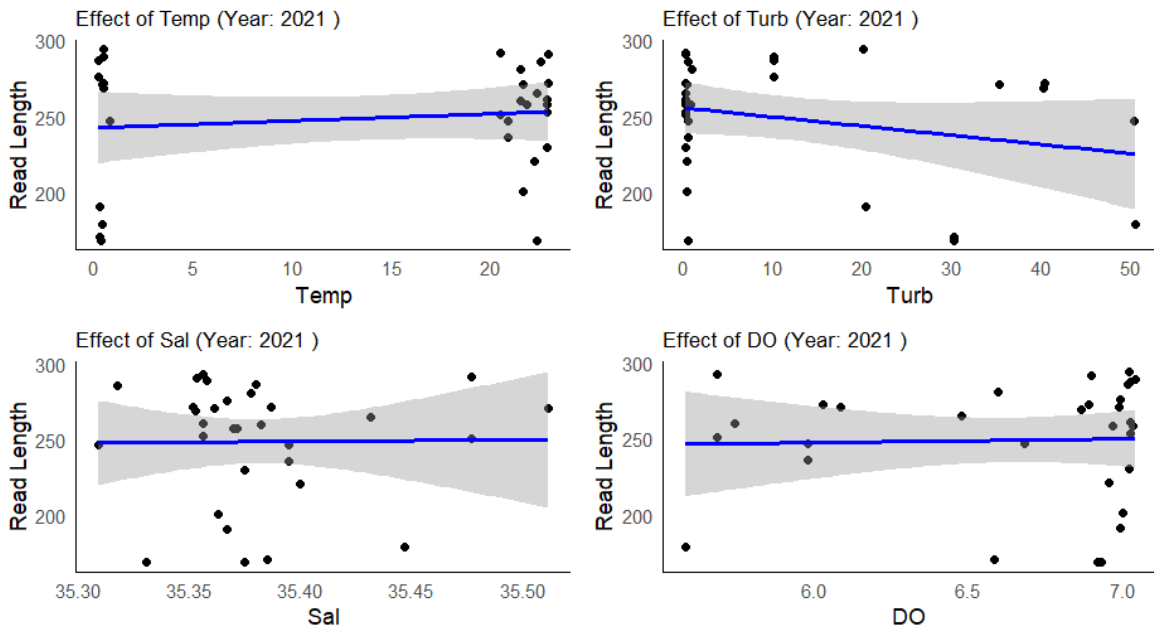 Effect of Temp (Year: 2021 )
300
250
200
Read Length
0 5 10 15 20
Temp
Effect of Turb (Year: 2021 )
300
250
200
Read Length
0 10 20 30 40 50
Turb
Effect of Sal (Year: 2021 )
300
250
200
Read Length
35.30 35.35 35.40 35.45 35.50
Sal
Effect of DO (Year: 2021 )
300
250
200
Read Length
6.0 6.5 7.0
DO